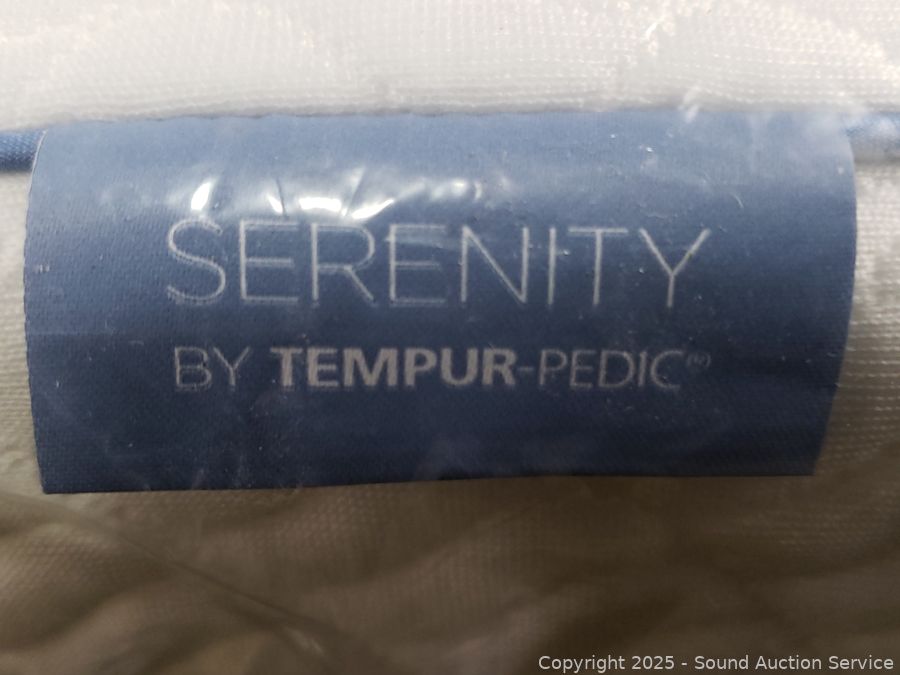 SERENITY
BY TEMPUR-PEDIC®
Copyright 2025 - Sound Auction Service